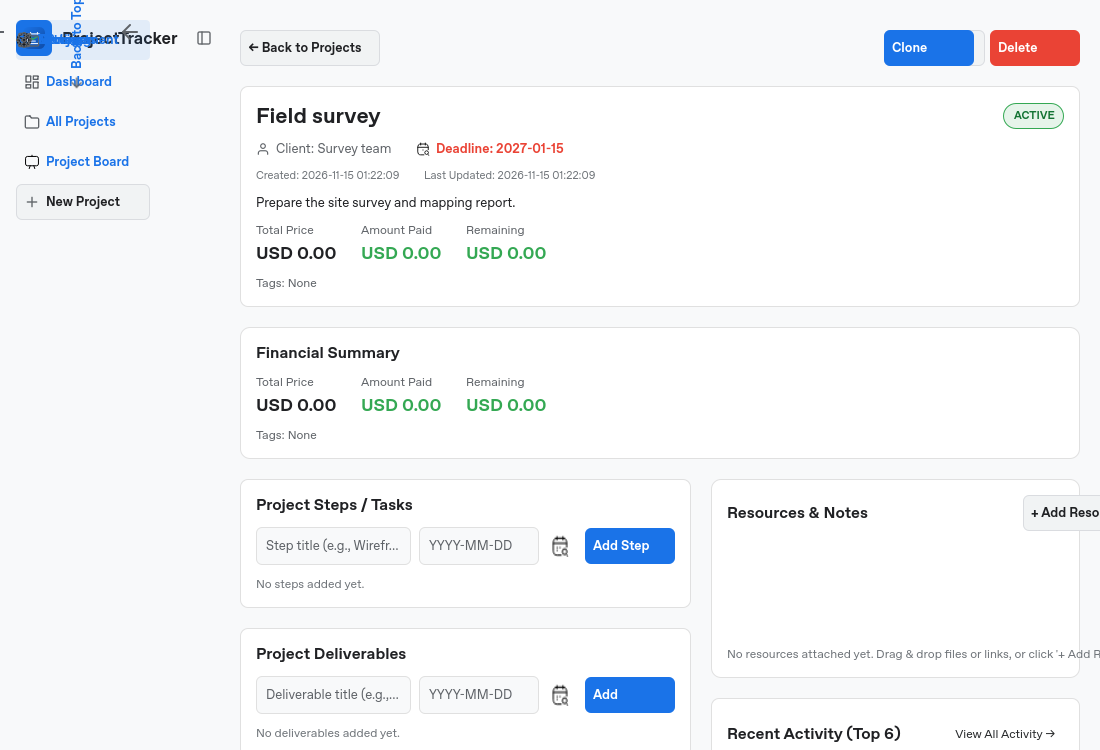 ProjectTracker
Back to Top
Dashboard
All Projects
Project Board
New Project
← Back to Projects
Clone
Delete
Field survey
ACTIVE
Client: Survey team
Deadline: 2027-01-15
Created: 2026-11-15 01:22:09
Last Updated: 2026-11-15 01:22:09
Prepare the site survey and mapping report.
Total Price
Amount Paid
Remaining
USD 0.00
USD 0.00
USD 0.00
Tags: None
Financial Summary
Total Price
Amount Paid
Remaining
USD 0.00
USD 0.00
USD 0.00
Tags: None
Project Steps / Tasks
Step title (e.g., Wirefr...
YYYY-MM-DD
Add Step
No steps added yet.
Resources & Notes
+ Add Reso
No resources attached yet. Drag & drop files or links, or click '+ Add R
Project Deliverables
Deliverable title (e.g.,...
YYYY-MM-DD
Add
No deliverables added yet.
Recent Activity (Top 6)
View All Activity →